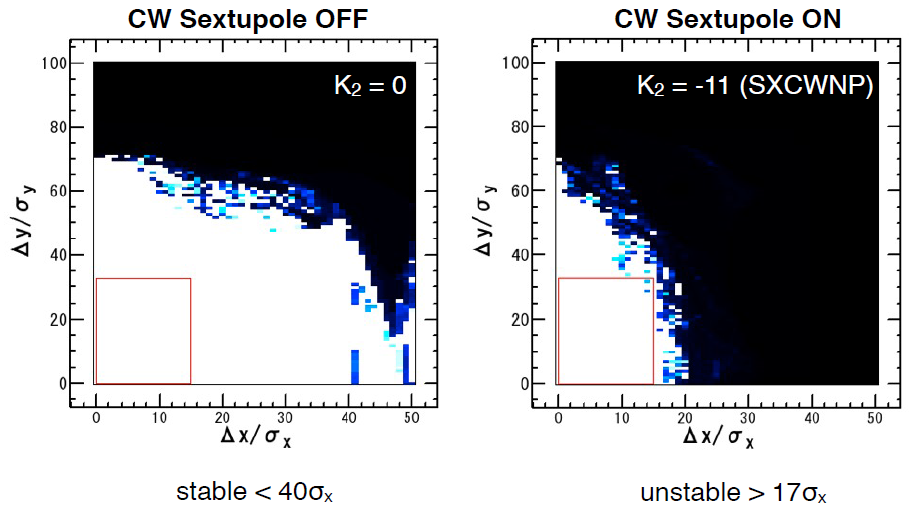 CW Sextupole OFF
K₂ = 0
100
80
60
40
20
0
Δy/σy
0 10 20 30 40 50
Δx/σx
stable < 40σx
CW Sextupole ON
K₂ = -11 (SXCWNP)
100
80
60
40
20
0
Δy/σy
0 10 20 30 40 50
Δx/σx
unstable > 17σx